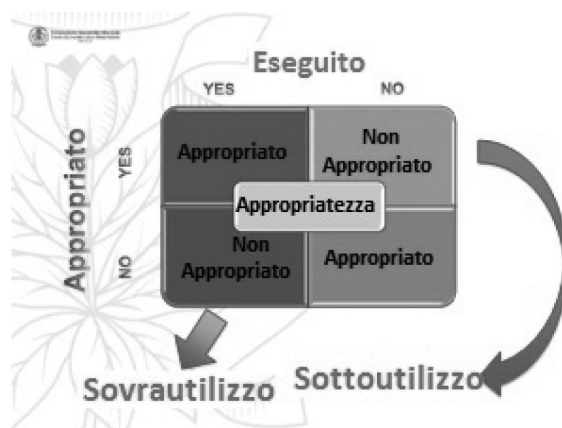 Eseguito
YES NO
Appropriato
YES
NO
Appropriato
Non
Appropriato
Appropriatezza
Non
Appropriato
Appropriato
Sovrautilizzo
Sottoutilizzo